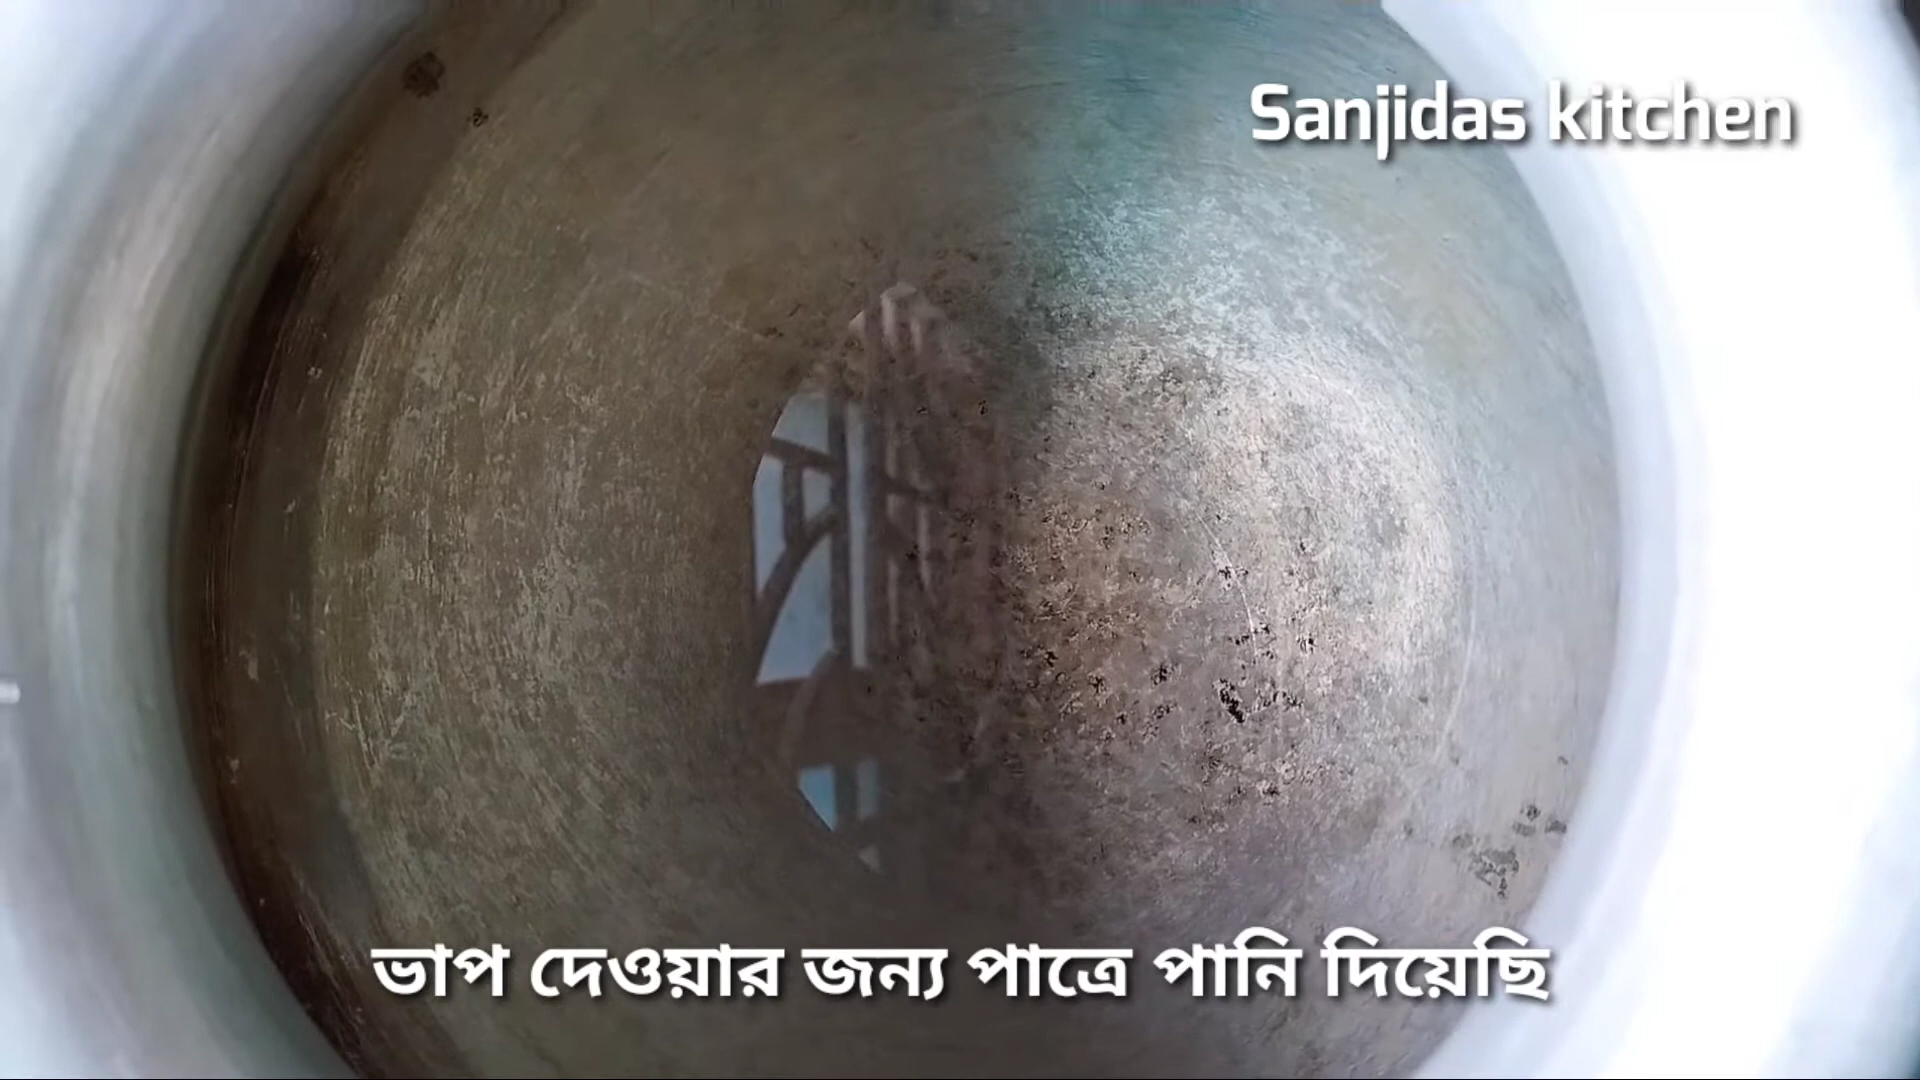 Sanjidas kitchen
ভাপ দেওয়ার জন্য পাত্রে পানি দিয়েছি